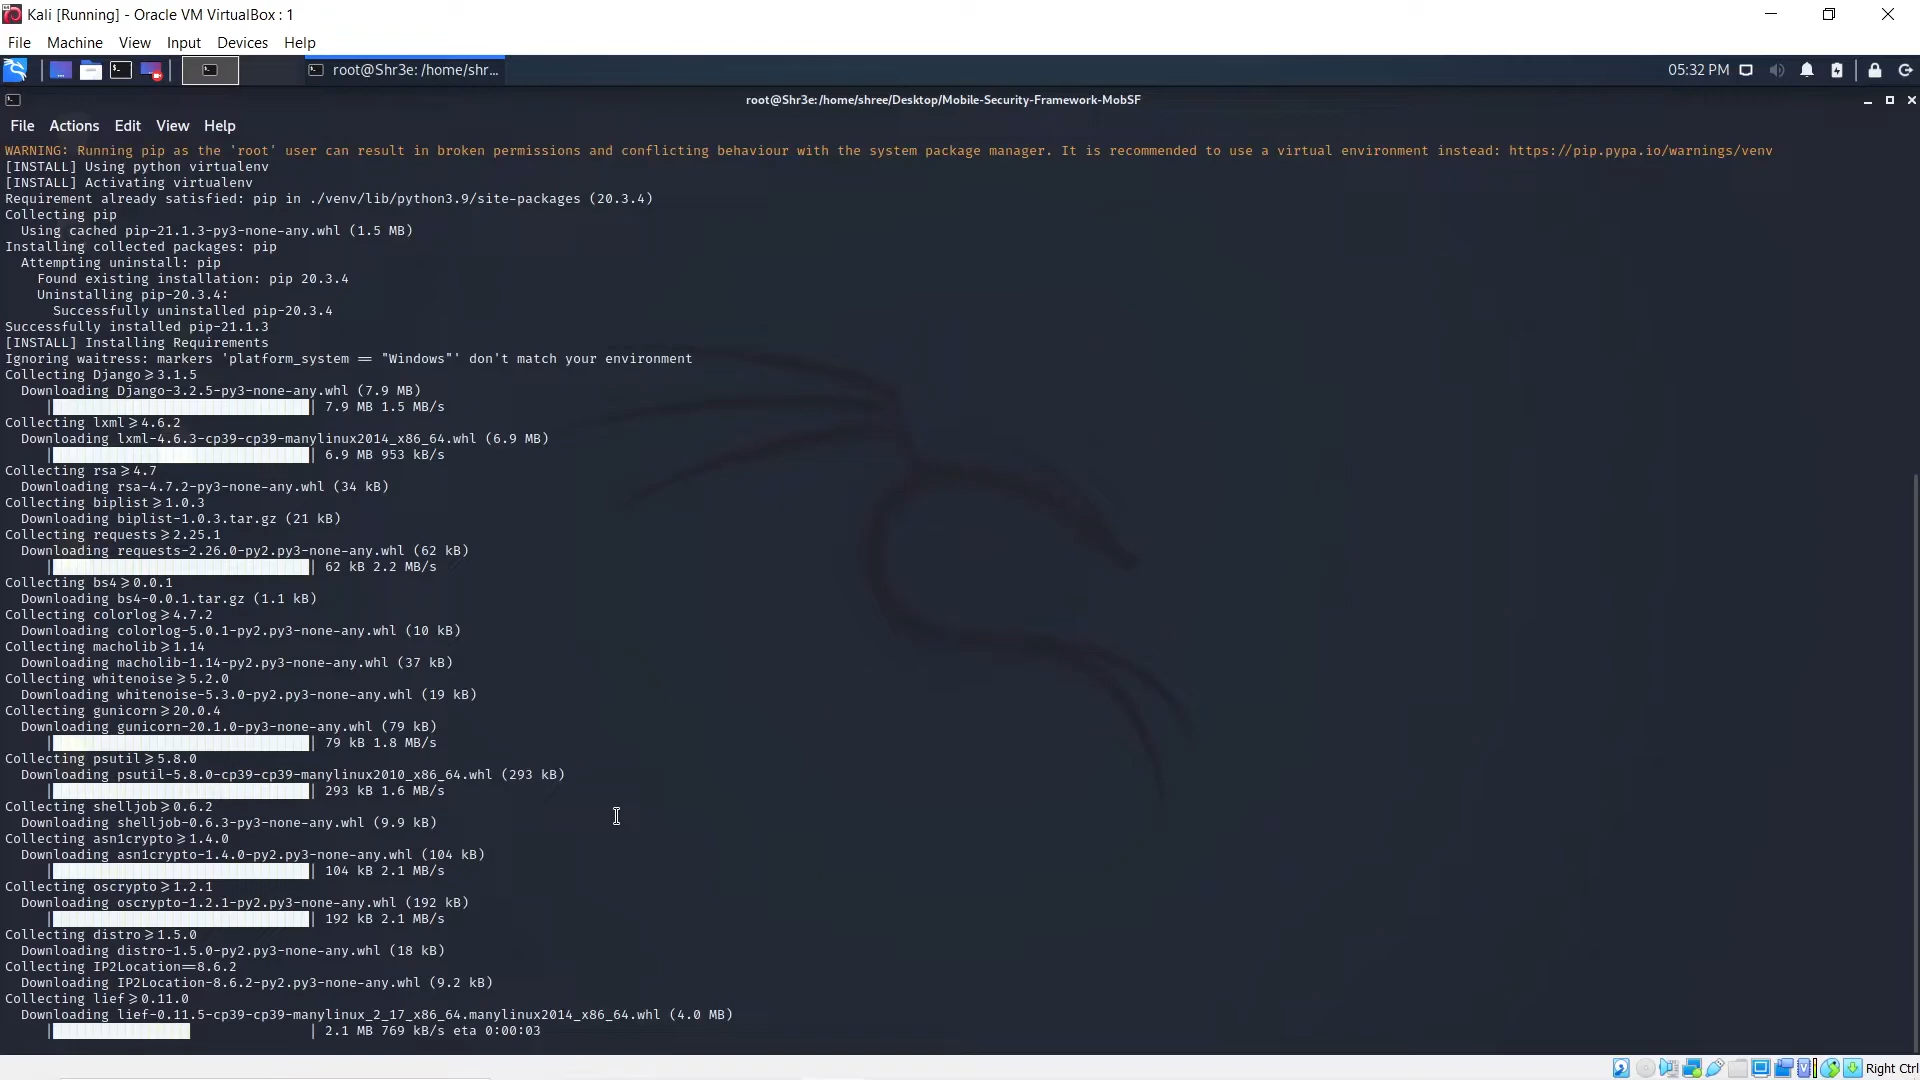 Kali [Running] - Oracle VM VirtualBox : 1
File Machine View Input Devices Help
root@Shr3e: /home/shr...
05:32 PM
root@Shr3e:/home/shree/Desktop/Mobile-Security-Framework-MobSF
File Actions Edit View Help
WARNING: Running pip as the 'root' user can result in broken permissions and conflicting behaviour with the system package manager. It is recommended to use a virtual environment instead: https://pip.pypa.io/warnings/venv
[INSTALL] Using python virtualenv
[INSTALL] Activating virtualenv
Requirement already satisfied: pip in ./venv/lib/python3.9/site-packages (20.3.4)
Collecting pip
Using cached pip-21.1.3-py3-none-any.whl (1.5 MB)
Installing collected packages: pip
Attempting uninstall: pip
Found existing installation: pip 20.3.4
Uninstalling pip-20.3.4:
Successfully uninstalled pip-20.3.4
Successfully installed pip-21.1.3
[INSTALL] Installing Requirements
Ignoring waitress: markers 'platform_system == "Windows"' don't match your environment
Collecting Django>=3.1.5
Downloading Django-3.2.5-py3-none-any.whl (7.9 MB)
| | 7.9 MB 1.5 MB/s
Collecting lxml>=4.6.2
Downloading lxml-4.6.3-cp39-cp39-manylinux2014_x86_64.whl (6.9 MB)
| | 6.9 MB 953 kB/s
Collecting rsa>=4.7
Downloading rsa-4.7.2-py3-none-any.whl (34 kB)
Collecting biplist>=1.0.3
Downloading biplist-1.0.3.tar.gz (21 kB)
Collecting requests>=2.25.1
Downloading requests-2.26.0-py2.py3-none-any.whl (62 kB)
| | 62 kB 2.2 MB/s
Collecting bs4>=0.0.1
Downloading bs4-0.0.1.tar.gz (1.1 kB)
Collecting colorlog>=4.7.2
Downloading colorlog-5.0.1-py2.py3-none-any.whl (10 kB)
Collecting macholib>=1.14
Downloading macholib-1.14-py2.py3-none-any.whl (37 kB)
Collecting whitenoise>=5.2.0
Downloading whitenoise-5.3.0-py2.py3-none-any.whl (19 kB)
Collecting gunicorn>=20.0.4
Downloading gunicorn-20.1.0-py3-none-any.whl (79 kB)
| | 79 kB 1.8 MB/s
Collecting psutil>=5.8.0
Downloading psutil-5.8.0-cp39-cp39-manylinux2010_x86_64.whl (293 kB)
| | 293 kB 1.6 MB/s
Collecting shelljob>=0.6.2
Downloading shelljob-0.6.3-py3-none-any.whl (9.9 kB)
Collecting asn1crypto>=1.4.0
Downloading asn1crypto-1.4.0-py2.py3-none-any.whl (104 kB)
| | 104 kB 2.1 MB/s
Collecting oscrypto>=1.2.1
Downloading oscrypto-1.2.1-py2.py3-none-any.whl (192 kB)
| | 192 kB 2.1 MB/s
Collecting distro>=1.5.0
Downloading distro-1.5.0-py2.py3-none-any.whl (18 kB)
Collecting IP2Location==8.6.2
Downloading IP2Location-8.6.2-py2.py3-none-any.whl (9.2 kB)
Collecting lief>=0.11.0
Downloading lief-0.11.5-cp39-cp39-manylinux_2_17_x86_64.manylinux2014_x86_64.whl (4.0 MB)
| | 2.1 MB 769 kB/s eta 0:00:03
Right Ctrl